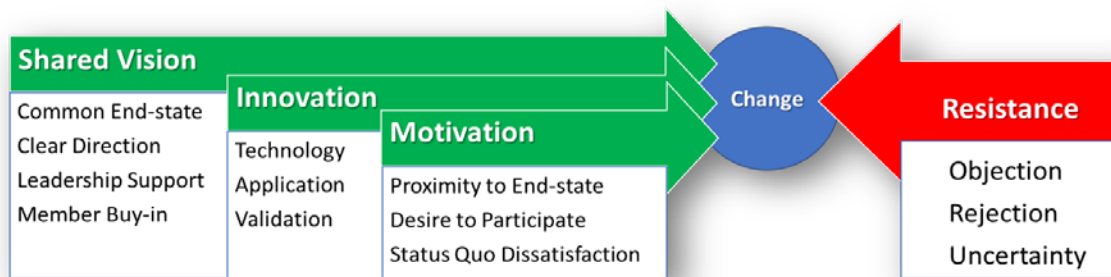 Shared Vision
Common End-state
Clear Direction
Leadership Support
Member Buy-in
Innovation
Technology
Application
Validation
Motivation
Proximity to End-state
Desire to Participate
Status Quo Dissatisfaction
Change
Resistance
Objection
Rejection
Uncertainty